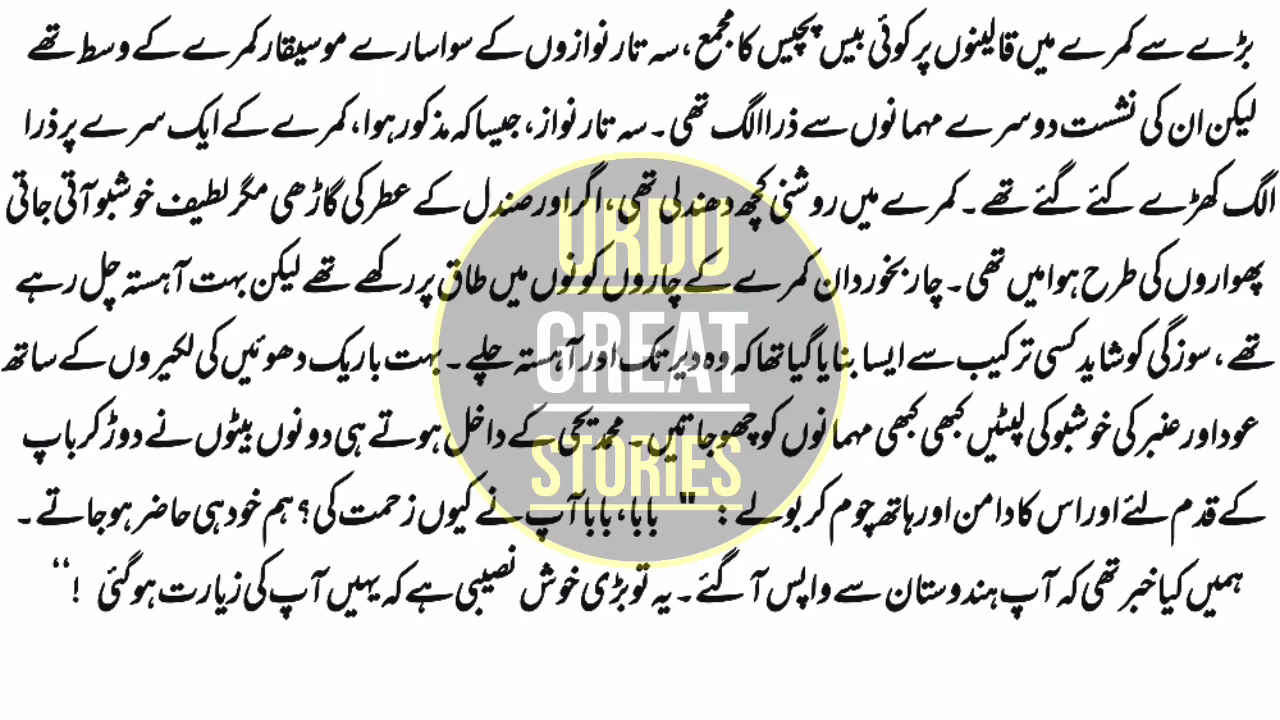 بڑے سے کمرے میں قالینوں پر کوئی بیس پچیس کا مجمع، سہ تار نوازوں کے سوا سارے موسیقار کمرے کے وسط تھے
لیکن ان کی نشست دوسرے مہمانوں سے ذرا الگ تھی۔ سہ تار نواز، جیسا کہ مذکور ہوا، کمرے کے ایک سرے پر ذرا
الگ کھڑے کئے گئے تھے۔ کمرے میں روشنی کچھ دھندلی تھی، اگر اور صندل کے عطر کی گاڑھی مگر لطیف خوشبو آتی جاتی
پھواروں کی طرح ہوا میں تھی۔ چار بخوردان کمرے کے چاروں کونوں میں طاق پر رکھے تھے لیکن بہت آہستہ چل رہے
تھے، سوزگی کو شاید کسی ترکیب سے ایسا بنایا گیا تھا کہ وہ دیر تک اور آہستہ چلے۔ بہت باریک دھوئیں کی لکیروں کے ساتھ
عود اور عنبر کی خوشبو کی لپٹیں کبھی کبھی مہمانوں کو چھو جاتیں۔ محمد یحیٰ کے داخل ہوتے ہی دونوں بیٹوں نے دوڑ کر باپ
کے قدم لئے اور اس کا دامن اور ہاتھ چوم کر بولے : " بابا، بابا آپ نے کیوں زحمت کی؟ ہم خود ہی حاضر ہو جاتے۔
ہمیں کیا خبر تھی کہ آپ ہندوستان سے واپس آ گئے۔ یہ تو بڑی خوش نصیبی ہے کہ یہیں آپ کی زیارت ہو گئی !‘‘
URDU
GREAT
STORIES